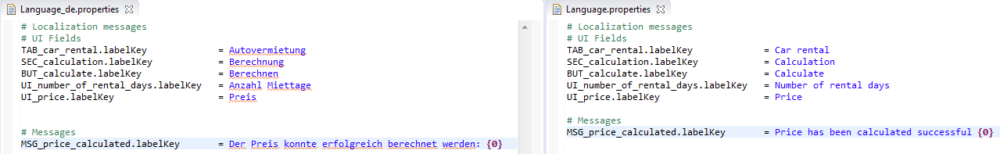 Language_de.properties
# Localization messages
# UI Fields
TAB_car_rental.labelKey = Autovermietung
SEC_calculation.labelKey = Berechnung
BUT_calculate.labelKey = Berechnen
UI_number_of_rental_days.labelKey = Anzahl Miettage
UI_price.labelKey = Preis
# Messages
MSG_price_calculated.labelKey = Der Preis konnte erfolgreich berechnet werden: {0}
Language.properties
# Localization messages
# UI Fields
TAB_car_rental.labelKey = Car rental
SEC_calculation.labelKey = Calculation
BUT_calculate.labelKey = Calculate
UI_number_of_rental_days.labelKey = Number of rental days
UI_price.labelKey = Price
# Messages
MSG_price_calculated.labelKey = Price has been calculated successful {0}